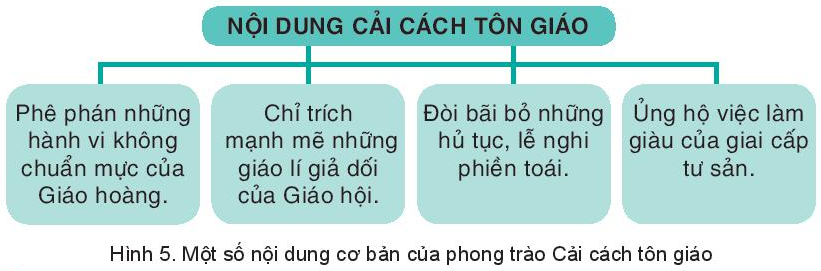 NỘI DUNG CẢI CÁCH TÔN GIÁO
Phê phán những
hành vi không
chuẩn mực của
Giáo hoàng.
Chỉ trích
mạnh mẽ những
giáo lí giả dối
của Giáo hội.
Đòi bãi bỏ những
hủ tục, lễ nghi
phiền toái.
Ủng hộ việc làm
giàu của giai cấp
tư sản.
Hình 5. Một số nội dung cơ bản của phong trào Cải cách tôn giáo